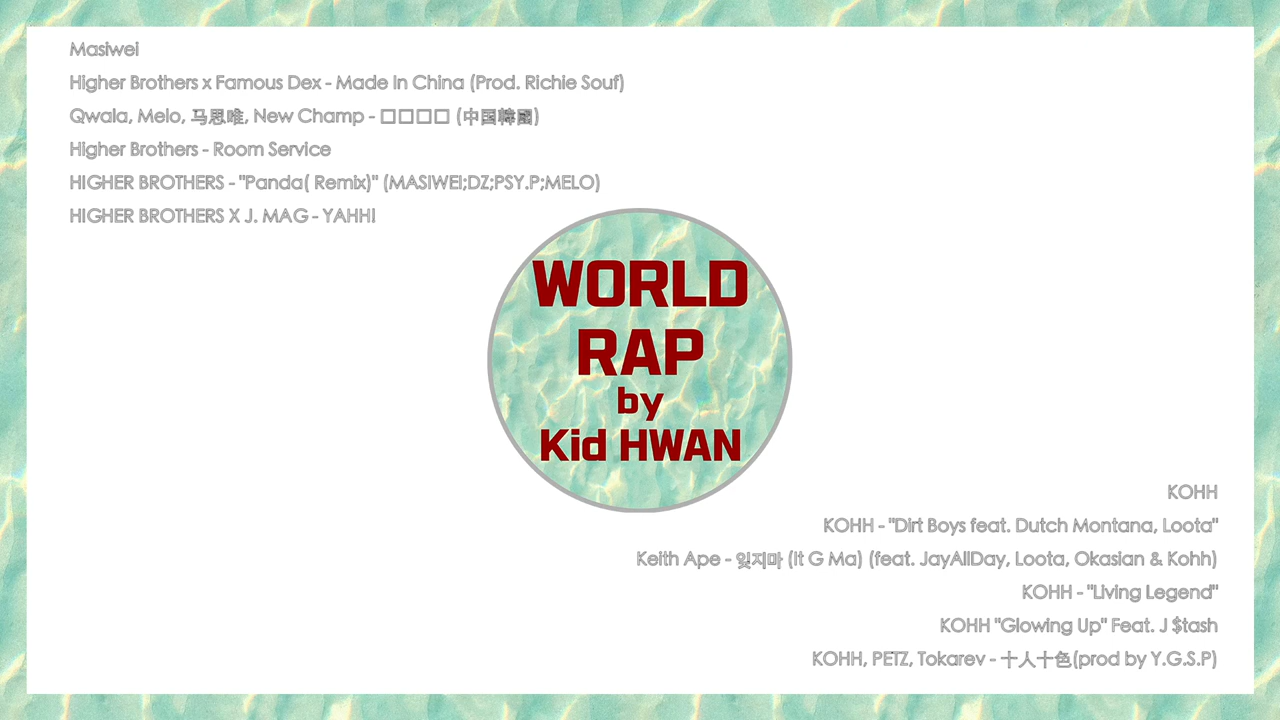 Masiwei
Higher Brothers x Famous Dex - Made In China (Prod. Richie Souf)
Qwala, Melo, 马思唯, New Champ - □□□□ (中国韓國)
Higher Brothers - Room Service
HIGHER BROTHERS - "Panda( Remix)" (MASIWEI;DZ;PSY.P;MELO)
HIGHER BROTHERS X J. MAG - YAHH!
WORLD
RAP
by
Kid HWAN
KOHH
KOHH - "Dirt Boys feat. Dutch Montana, Loota"
Keith Ape - 잊지마 (It G Ma) (feat. JayAllDay, Loota, Okasian & Kohh)
KOHH - "Living Legend"
KOHH "Glowing Up" Feat. J $tash
KOHH, PETZ, Tokarev - 十人十色(prod by Y.G.S.P)